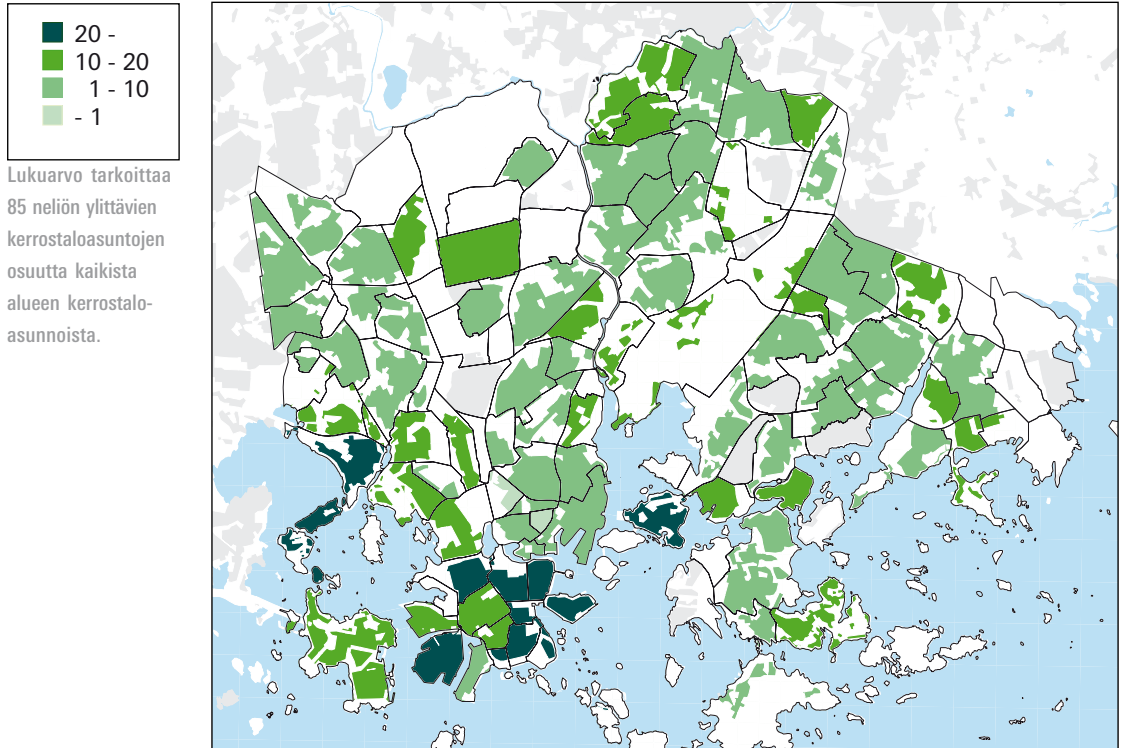 20 -
10 - 20
1 - 10
- 1
Lukuarvo tarkoittaa
85 neliön ylittävien
kerrostaloasuntojen
osuutta kaikista
alueen kerrostalo-
asunnoista.